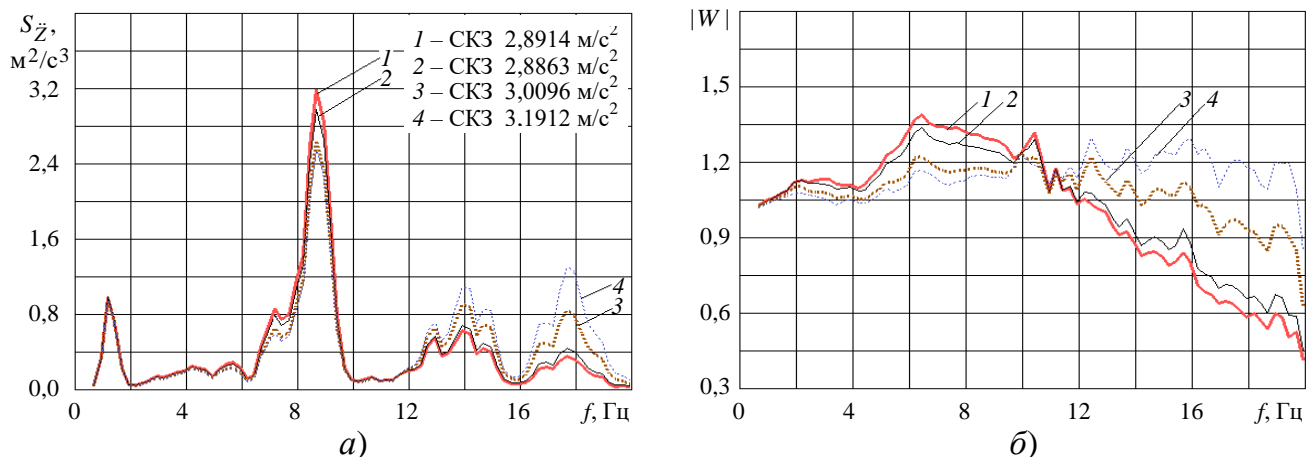 S_Z̈,
м²/с³
3,2
2,4
1,6
0,8
0,0
0 4 8 12 16 f, Гц
1 – СКЗ 2,8914 м/с²
2 – СКЗ 2,8863 м/с²
3 – СКЗ 3,0096 м/с²
4 – СКЗ 3,1912 м/с²
1
2
4
3
а)
|W|
1,5
1,2
0,9
0,6
0,3
0 4 8 12 16 f, Гц
1 2
3 4
б)